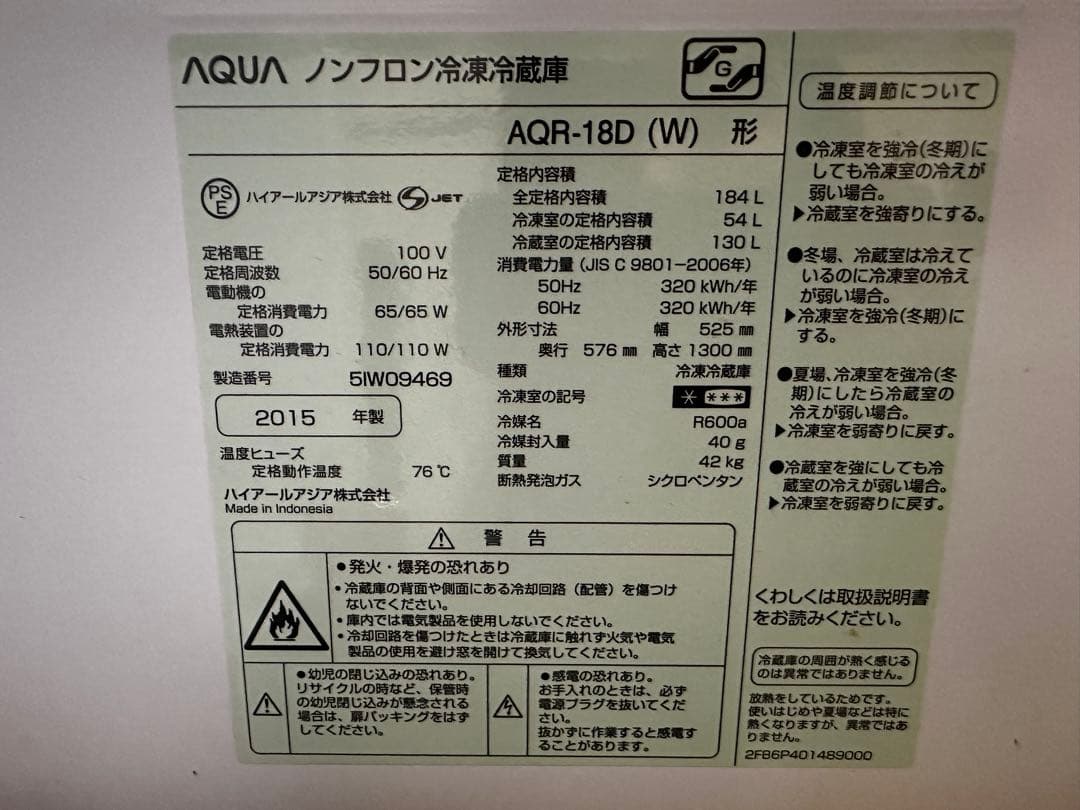 AQUA ノンフロン冷凍冷蔵庫
G
AQR-18D (W) 形
PS
E
ハイアールアジア株式会社 JET
定格電圧 100 V
定格周波数 50/60 Hz
電動機の
定格消費電力 65/65 W
電熱装置の
定格消費電力 110/110 W
製造番号 5IW09469
2015 年製
温度ヒューズ
定格動作温度 76 ℃
ハイアールアジア株式会社
Made in Indonesia
定格内容積
全定格内容積 184 L
冷凍室の定格内容積 54 L
冷蔵室の定格内容積 130 L
消費電力量 (JIS C 9801-2006年)
50Hz 320 kWh/年
60Hz 320 kWh/年
外形寸法 幅 525 mm
奥行 576 mm 高さ 1300 mm
種類 冷凍冷蔵庫
冷凍室の記号 * ***
冷媒名 R600a
冷媒封入量 40 g
質量 42 kg
断熱発泡ガス シクロペンタン
⚠ 警 告
●発火・爆発の恐れあり
・冷蔵庫の背面や側面にある冷却回路（配管）を傷つけ
ないでください。
・庫内では電気製品を使用しないでください。
・冷却回路を傷つけたときは冷蔵庫に触れず火気や電気
製品の使用を避け窓を開けて換気してください。
●幼児の閉じ込みの恐れあり。
リサイクルの時など、保管時
の幼児閉じ込みが懸念される
場合は、扉パッキングをはず
してください。
●感電の恐れあり。
お手入れのときは、必ず
電源プラグを抜いてくだ
さい。
抜かずに作業すると感電す
ることがあります。
温度調節について
●冷凍室を強冷(冬期)に
しても冷凍室の冷えが
弱い場合。
▶冷蔵室を強寄りにする。
●冬場、冷蔵室は冷えて
いるのに冷凍室の冷え
が弱い場合。
▶冷凍室を強冷(冬期)に
する。
●夏場、冷凍室を強冷(冬
期)にしたら冷蔵室の
冷えが弱い場合。
▶冷凍室を弱寄りに戻す。
●冷蔵室を強にしても冷
蔵室の冷えが弱い場合。
▶冷凍室を弱寄りに戻す。
くわしくは取扱説明書
をお読みください。
冷蔵庫の周囲が熱く感じる
のは異常ではありません。
放熱をしているためです。
使いはじめや夏場などは特に
熱くなりますが、異常ではあ
りません。
2FB6P401489000